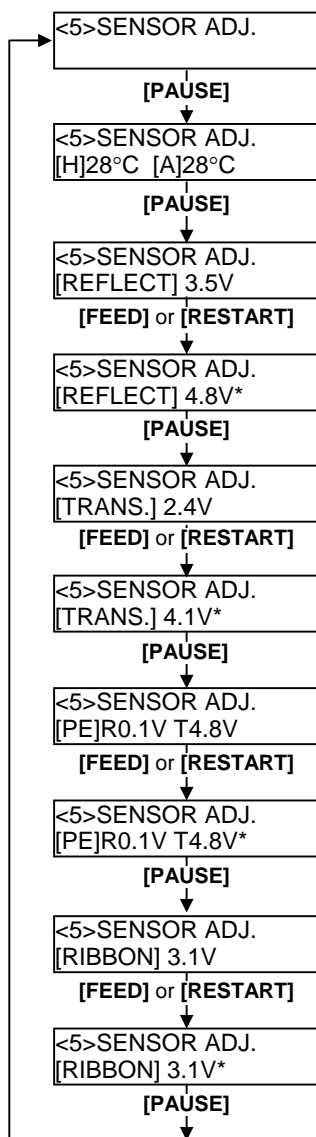 <5>SENSOR ADJ.
[PAUSE]
<5>SENSOR ADJ.
[H]28°C [A]28°C
[PAUSE]
<5>SENSOR ADJ.
[REFLECT] 3.5V
[FEED] or [RESTART]
<5>SENSOR ADJ.
[REFLECT] 4.8V*
[PAUSE]
<5>SENSOR ADJ.
[TRANS.] 2.4V
[FEED] or [RESTART]
<5>SENSOR ADJ.
[TRANS.] 4.1V*
[PAUSE]
<5>SENSOR ADJ.
[PE]R0.1V T4.8V
[FEED] or [RESTART]
<5>SENSOR ADJ.
[PE]R0.1V T4.8V*
[PAUSE]
<5>SENSOR ADJ.
[RIBBON] 3.1V
[FEED] or [RESTART]
<5>SENSOR ADJ.
[RIBBON] 3.1V*
[PAUSE]